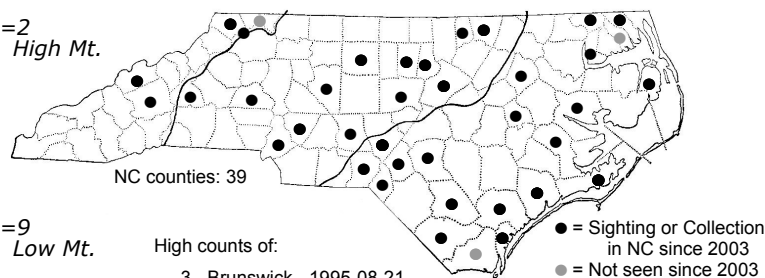 =2
High Mt.
NC counties: 39
=9
Low Mt.
High counts of:
3 - Brunswick - 1995-08-21
● = Sighting or Collection
in NC since 2003
● = Not seen since 2003